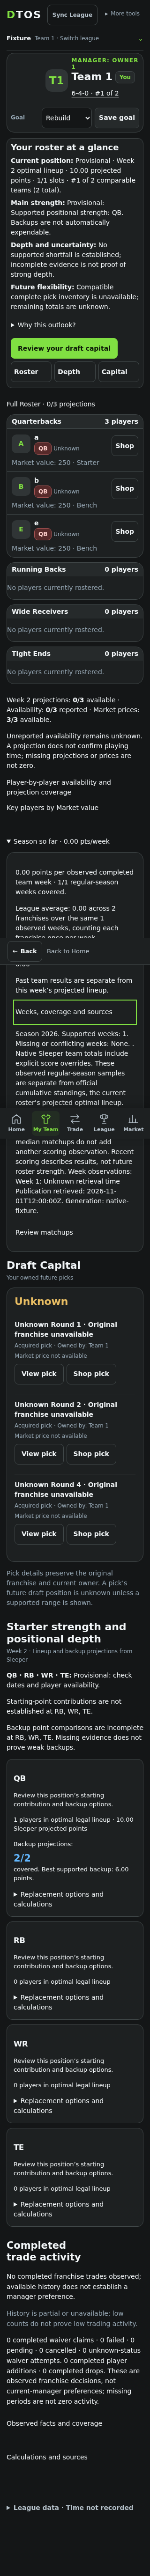 DTOS
Sync League
▸ More tools
Fixture Team 1 · Switch league
MANAGER: OWNER 1
T1
Team 1 You
6-4-0 · #1 of 2
Goal
Rebuild
Save goal
Your roster at a glance
Current position: Provisional · Week
2 optimal lineup · 10.00 projected
points · 1/1 slots · #1 of 2 comparable
teams (2 total).
Main strength: Provisional:
Supported positional strength: QB.
Backups are not automatically
expendable.
Depth and uncertainty: No
supported shortfall is established;
incomplete evidence is not proof of
strong depth.
Future flexibility: Compatible
complete pick inventory is unavailable;
remaining totals are unknown.
▸ Why this outlook?
Review your draft capital
Roster
Depth
Capital
Full Roster · 0/3 projections
Quarterbacks 3 players
A
a
QB Unknown
Shop
Market value: 250 · Starter
B
b
QB Unknown
Shop
Market value: 250 · Bench
E
e
QB Unknown
Shop
Market value: 250 · Bench
Running Backs 0 players
No players currently rostered.
Wide Receivers 0 players
No players currently rostered.
Tight Ends 0 players
No players currently rostered.
Week 2 projections: 0/3 available ·
Availability: 0/3 reported · Market prices:
3/3 available.
Unreported availability remains unknown.
A projection does not confirm playing
time; missing projections or prices are
not zero.
Player-by-player availability and
projection coverage
Key players by Market value
▾ Season so far · 0.00 pts/week
0.00 points per observed completed
team week · 1/1 regular-season
weeks covered.
League average: 0.00 across 2
franchises over the same 1
observed weeks, counting each
← Back
Back to Home
Past team results are separate from
this week's projected lineup.
Weeks, coverage and sources
Season 2026. Supported weeks: 1.
Missing or conflicting weeks: None. .
Native Sleeper team totals include
explicit score evidence. These
observed regular-season samples
are separate from official
cumulative standings, the current
roster's projected optimal lineup.
Home
My Team
Trade
League
Market
median matchups do not add
another scoring observation. Recent
scoring describes results, not future
team strength. Week observations:
Week 1: Unknown retrieval time
Publication retrieved: 2026-11-
01T12:00:00Z. Generation: native-
fixture.
Review matchups
Draft Capital
Your owned future picks
Unknown
Unknown Round 1 · Original
franchise unavailable
Acquired pick · Owned by: Team 1
Market price not available
View pick
Shop pick
Unknown Round 2 · Original
franchise unavailable
Acquired pick · Owned by: Team 1
Market price not available
View pick
Shop pick
Unknown Round 4 · Original
franchise unavailable
Acquired pick · Owned by: Team 1
Market price not available
View pick
Shop pick
Pick details preserve the original
franchise and current owner. A pick's
future draft position is unknown unless a
supported range is shown.
Starter strength and
positional depth
Week 2 · Lineup and backup projections from
Sleeper
QB · RB · WR · TE: Provisional: check
dates and player availability.
Starting-point contributions are not
established at RB, WR, TE.
Backup point comparisons are incomplete
at RB, WR, TE. Missing evidence does not
prove weak backups.
QB
Review this position's starting
contribution and backup options.
1 players in optimal legal lineup · 10.00
Sleeper-projected points
Backup projections:
2/2
covered. Best supported backup: 6.00
points.
▸ Replacement options and
calculations
RB
Review this position's starting
contribution and backup options.
0 players in optimal legal lineup
▸ Replacement options and
calculations
WR
Review this position's starting
contribution and backup options.
0 players in optimal legal lineup
▸ Replacement options and
calculations
TE
Review this position's starting
contribution and backup options.
0 players in optimal legal lineup
▸ Replacement options and
calculations
Completed
trade activity
No completed franchise trades observed;
available history does not establish a
manager preference.
History is partial or unavailable; low
counts do not prove low trading activity.
0 completed waiver claims · 0 failed · 0
pending · 0 cancelled · 0 unknown-status
waiver attempts. 0 completed player
additions · 0 completed drops. These are
observed franchise decisions, not
current-manager preferences; missing
periods are not zero activity.
Observed facts and coverage
Calculations and sources
▸ League data · Time not recorded